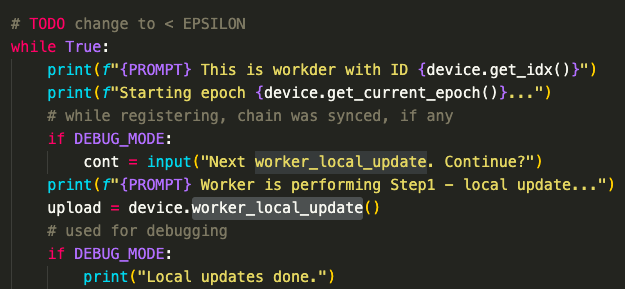 # TODO change to < EPSILON
while True:
print(f"{PROMPT} This is workder with ID {device.get_idx()}")
print(f"Starting epoch {device.get_current_epoch()}...")
# while registering, chain was synced, if any
if DEBUG_MODE:
cont = input("Next worker_local_update. Continue?")
print(f"{PROMPT} Worker is performing Step1 - local update...")
upload = device.worker_local_update()
# used for debugging
if DEBUG_MODE:
print("Local updates done.")